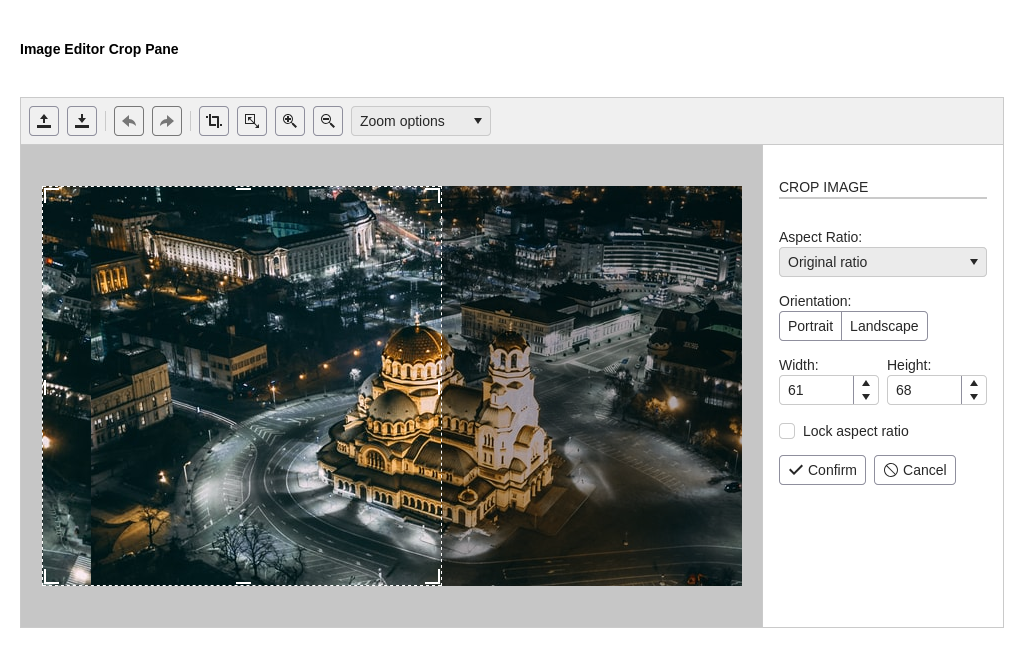 Image Editor Crop Pane
Zoom options
CROP IMAGE
Aspect Ratio:
Original ratio
Orientation:
Portrait Landscape
Width: Height:
61 68
Lock aspect ratio
Confirm Cancel